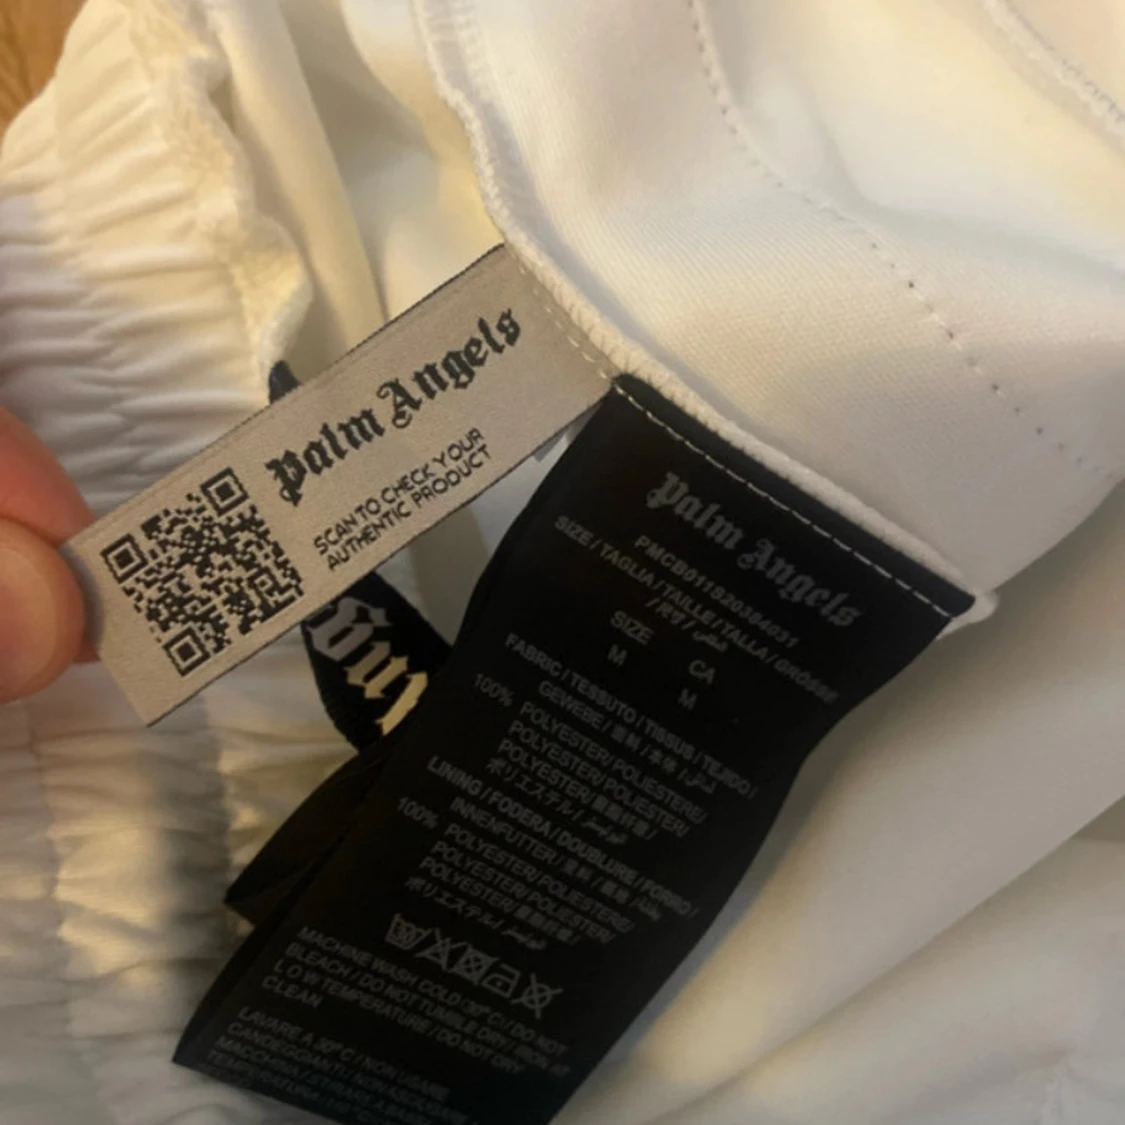 Palm Angels
SCAN TO CHECK YOUR
AUTHENTIC PRODUCT
Palm Angels
SIZE / TAGLIA / TAILLE / TALLA / GRÖSSE
SIZE CA
M M
FABRIC / TESSUTO / TISSUS / TEJIDO /
GEWEBE /
100% POLYESTER/POLIESTERE/
POLYESTER/POLIESTER/
POLYESTER/
ポリエステル/
LINING / FODERA / DOUBLURE / FORRO /
INNENFUTTER /
100% POLYESTER/POLIESTERE/
POLYESTER/POLIESTER/
POLYESTER/
ポリエステル/
MACHINE WASH COLD (30°C) / DO NOT
BLEACH / DO NOT TUMBLE DRY / IRON AT
LOW TEMPERATURE / DO NOT DRY
CLEAN
LAVARE A 30° C / NON USARE